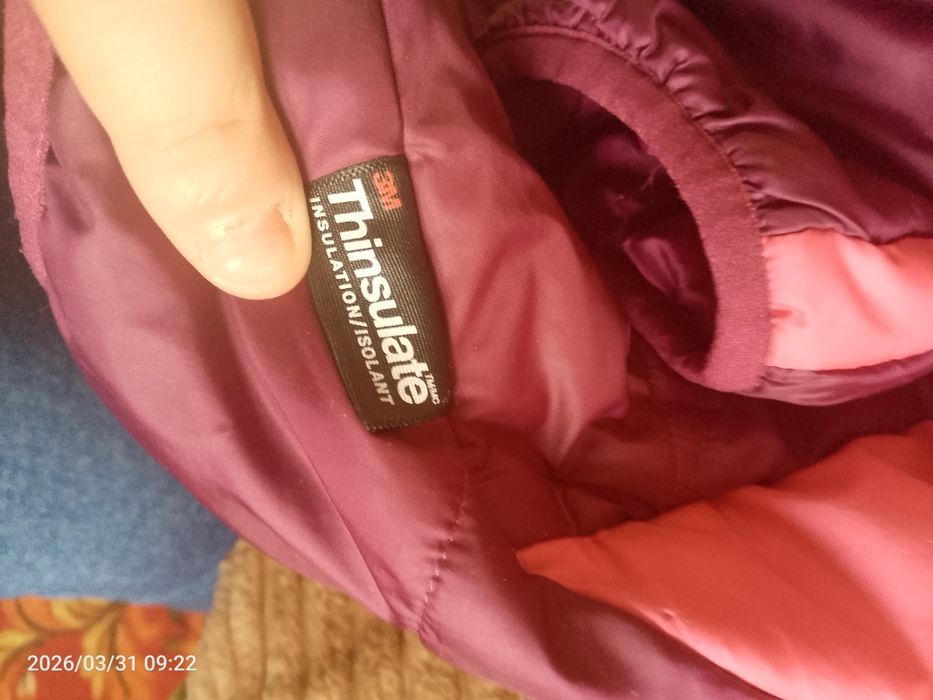 3M
Thinsulate
TM/MC
INSULATION/ISOLANT
2026/03/31 09:22